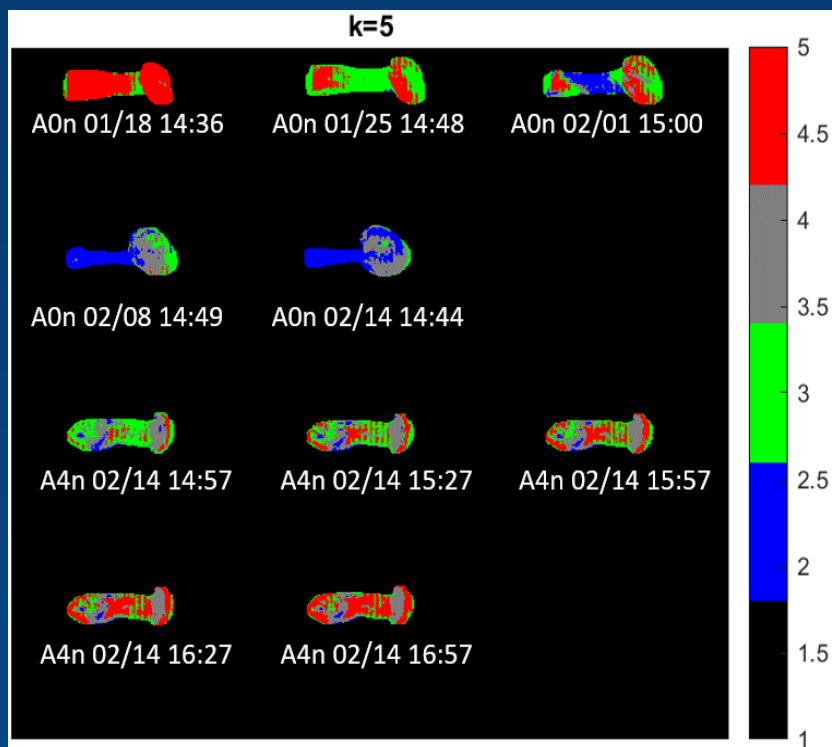 k=5
A0n 01/18 14:36
A0n 01/25 14:48
A0n 02/01 15:00
A0n 02/08 14:49
A0n 02/14 14:44
A4n 02/14 14:57
A4n 02/14 15:27
A4n 02/14 15:57
A4n 02/14 16:27
A4n 02/14 16:57
5
4.5
4
3.5
3
2.5
2
1.5
1